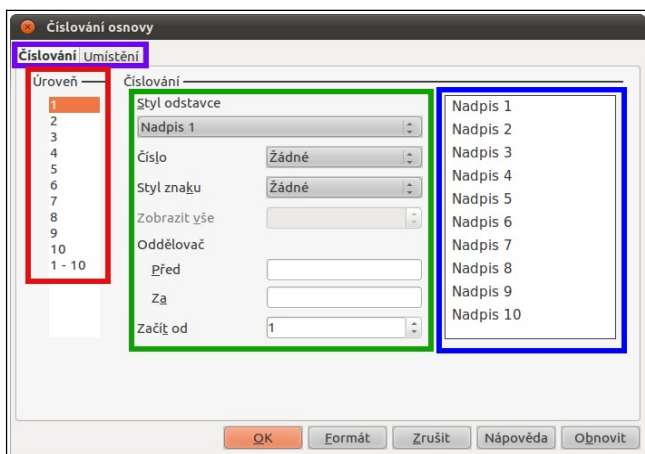 Číslování osnovy
Číslování Umístění
Úroveň
1
2
3
4
5
6
7
8
9
10
1 - 10
Číslování
Styl odstavce
Nadpis 1
Číslo Žádné
Styl znaku Žádné
Zobrazit vše
Oddělovač
Před
Za
Začít od 1
Nadpis 1
Nadpis 2
Nadpis 3
Nadpis 4
Nadpis 5
Nadpis 6
Nadpis 7
Nadpis 8
Nadpis 9
Nadpis 10
OK Formát Zrušit Nápověda Obnovit